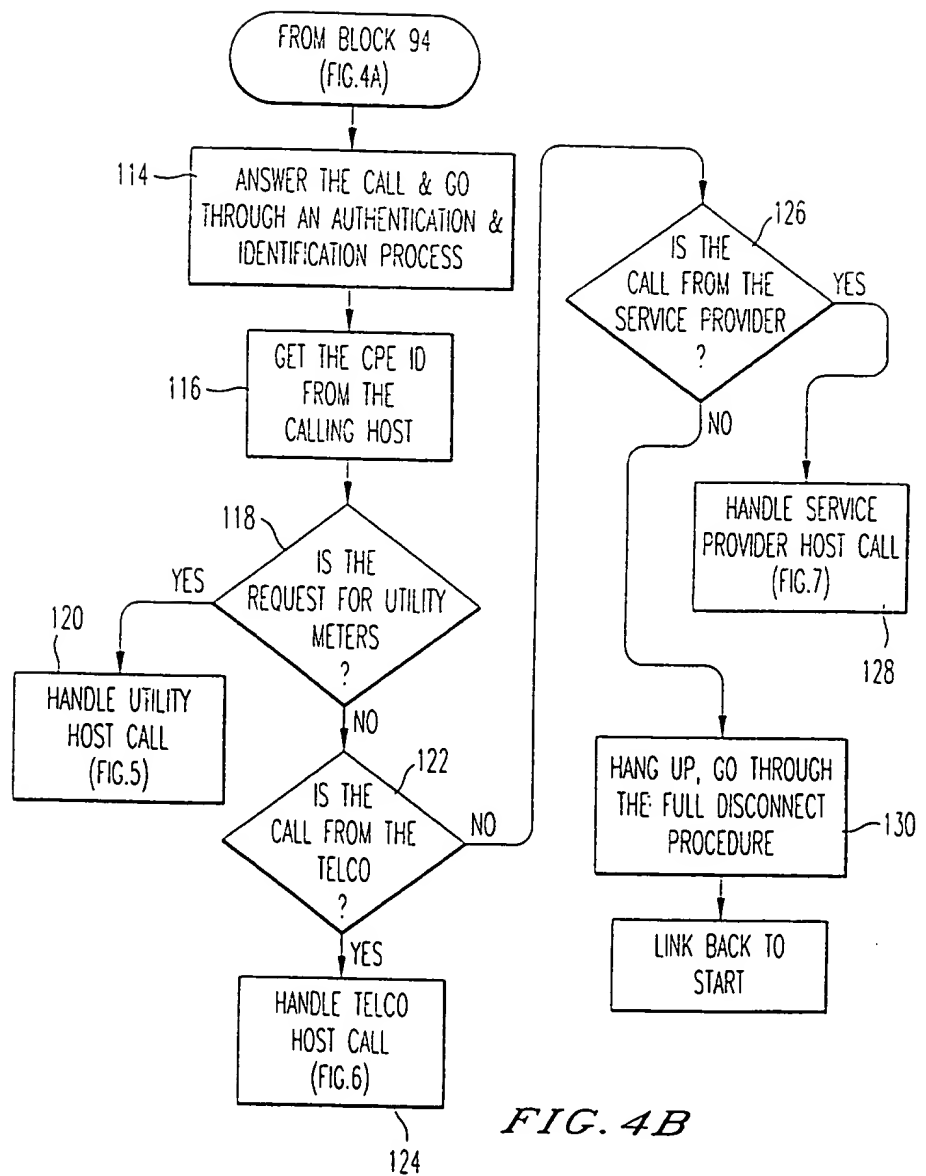 FROM BLOCK 94
(FIG.4A)
114
ANSWER THE CALL & GO
THROUGH AN AUTHENTICATION &
IDENTIFICATION PROCESS
116
GET THE CPE ID
FROM THE
CALLING HOST
118
IS THE
REQUEST FOR UTILITY
METERS
?
YES
120
HANDLE UTILITY
HOST CALL
(FIG.5)
NO
122
IS THE
CALL FROM THE
TELCO
?
NO
YES
HANDLE TELCO
HOST CALL
(FIG.6)
124
126
IS THE
CALL FROM THE
SERVICE PROVIDER
?
YES
NO
HANDLE SERVICE
PROVIDER HOST CALL
(FIG.7)
128
HANG UP, GO THROUGH
THE FULL DISCONNECT
PROCEDURE
130
LINK BACK TO
START
FIG. 4B